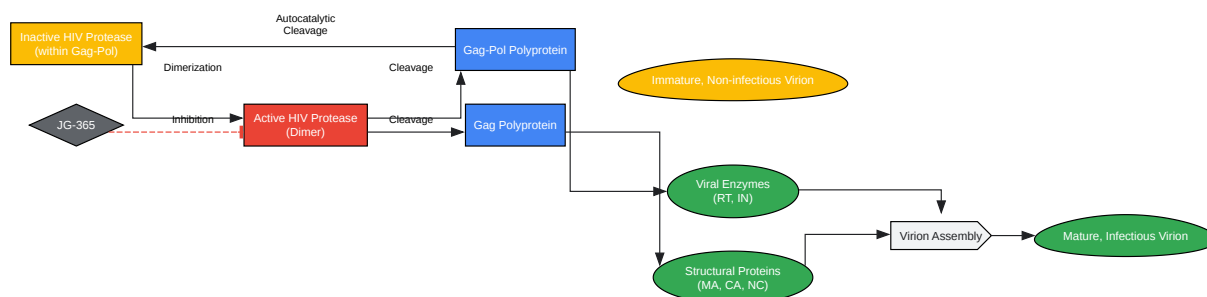 Autocatalytic
Cleavage
Inactive HIV Protease
(within Gag-Pol)
Gag-Pol Polyprotein
Dimerization
Cleavage
Immature, Non-infectious Virion
JG-365
Inhibition
Active HIV Protease
(Dimer)
Cleavage
Gag Polyprotein
Viral Enzymes
(RT, IN)
Virion Assembly
Mature, Infectious Virion
Structural Proteins
(MA, CA, NC)